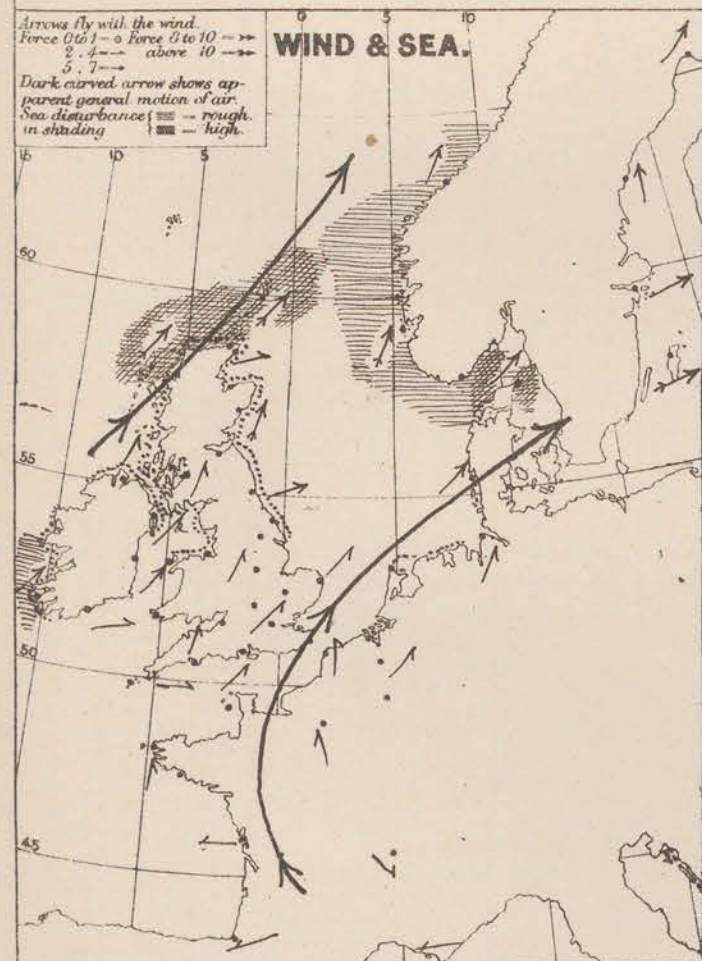 Arrows fly with the wind.
Force 0 to 1 — o Force 8 to 10 —
2 . 4 — above 10 —
5 . 7 —
WIND & SEA.
Dark curved arrow shows ap-
parent general motion of air.
Sea disturbance { — rough.
in shading { — high.
0 5 10
15 10 5
60
55
50
45